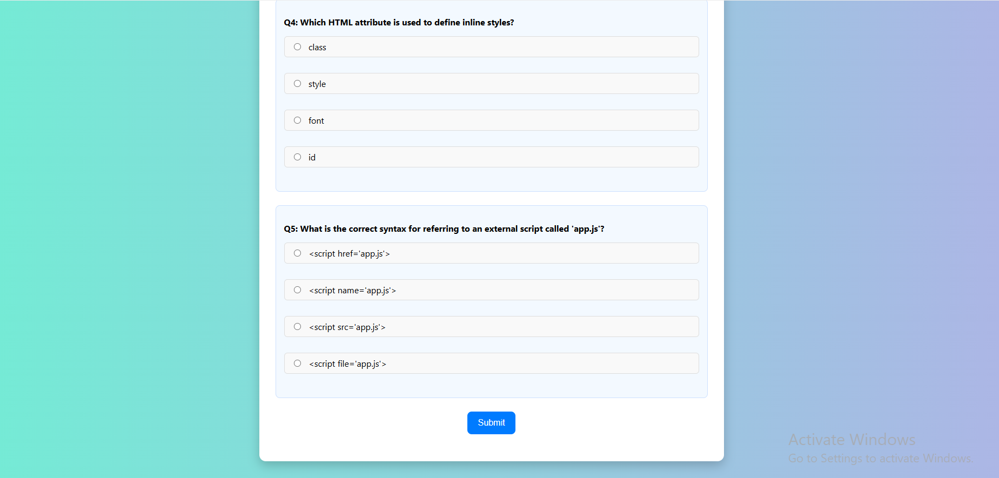 Q4: Which HTML attribute is used to define inline styles?
class
style
font
id
Q5: What is the correct syntax for referring to an external script called 'app.js'?
<script href='app.js'>
<script name='app.js'>
<script src='app.js'>
<script file='app.js'>
Submit
Activate Windows
Go to Settings to activate Windows.